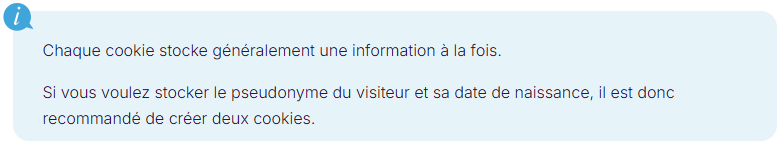 Chaque cookie stocke généralement une information à la fois.
Si vous voulez stocker le pseudonyme du visiteur et sa date de naissance, il est donc
recommandé de créer deux cookies.